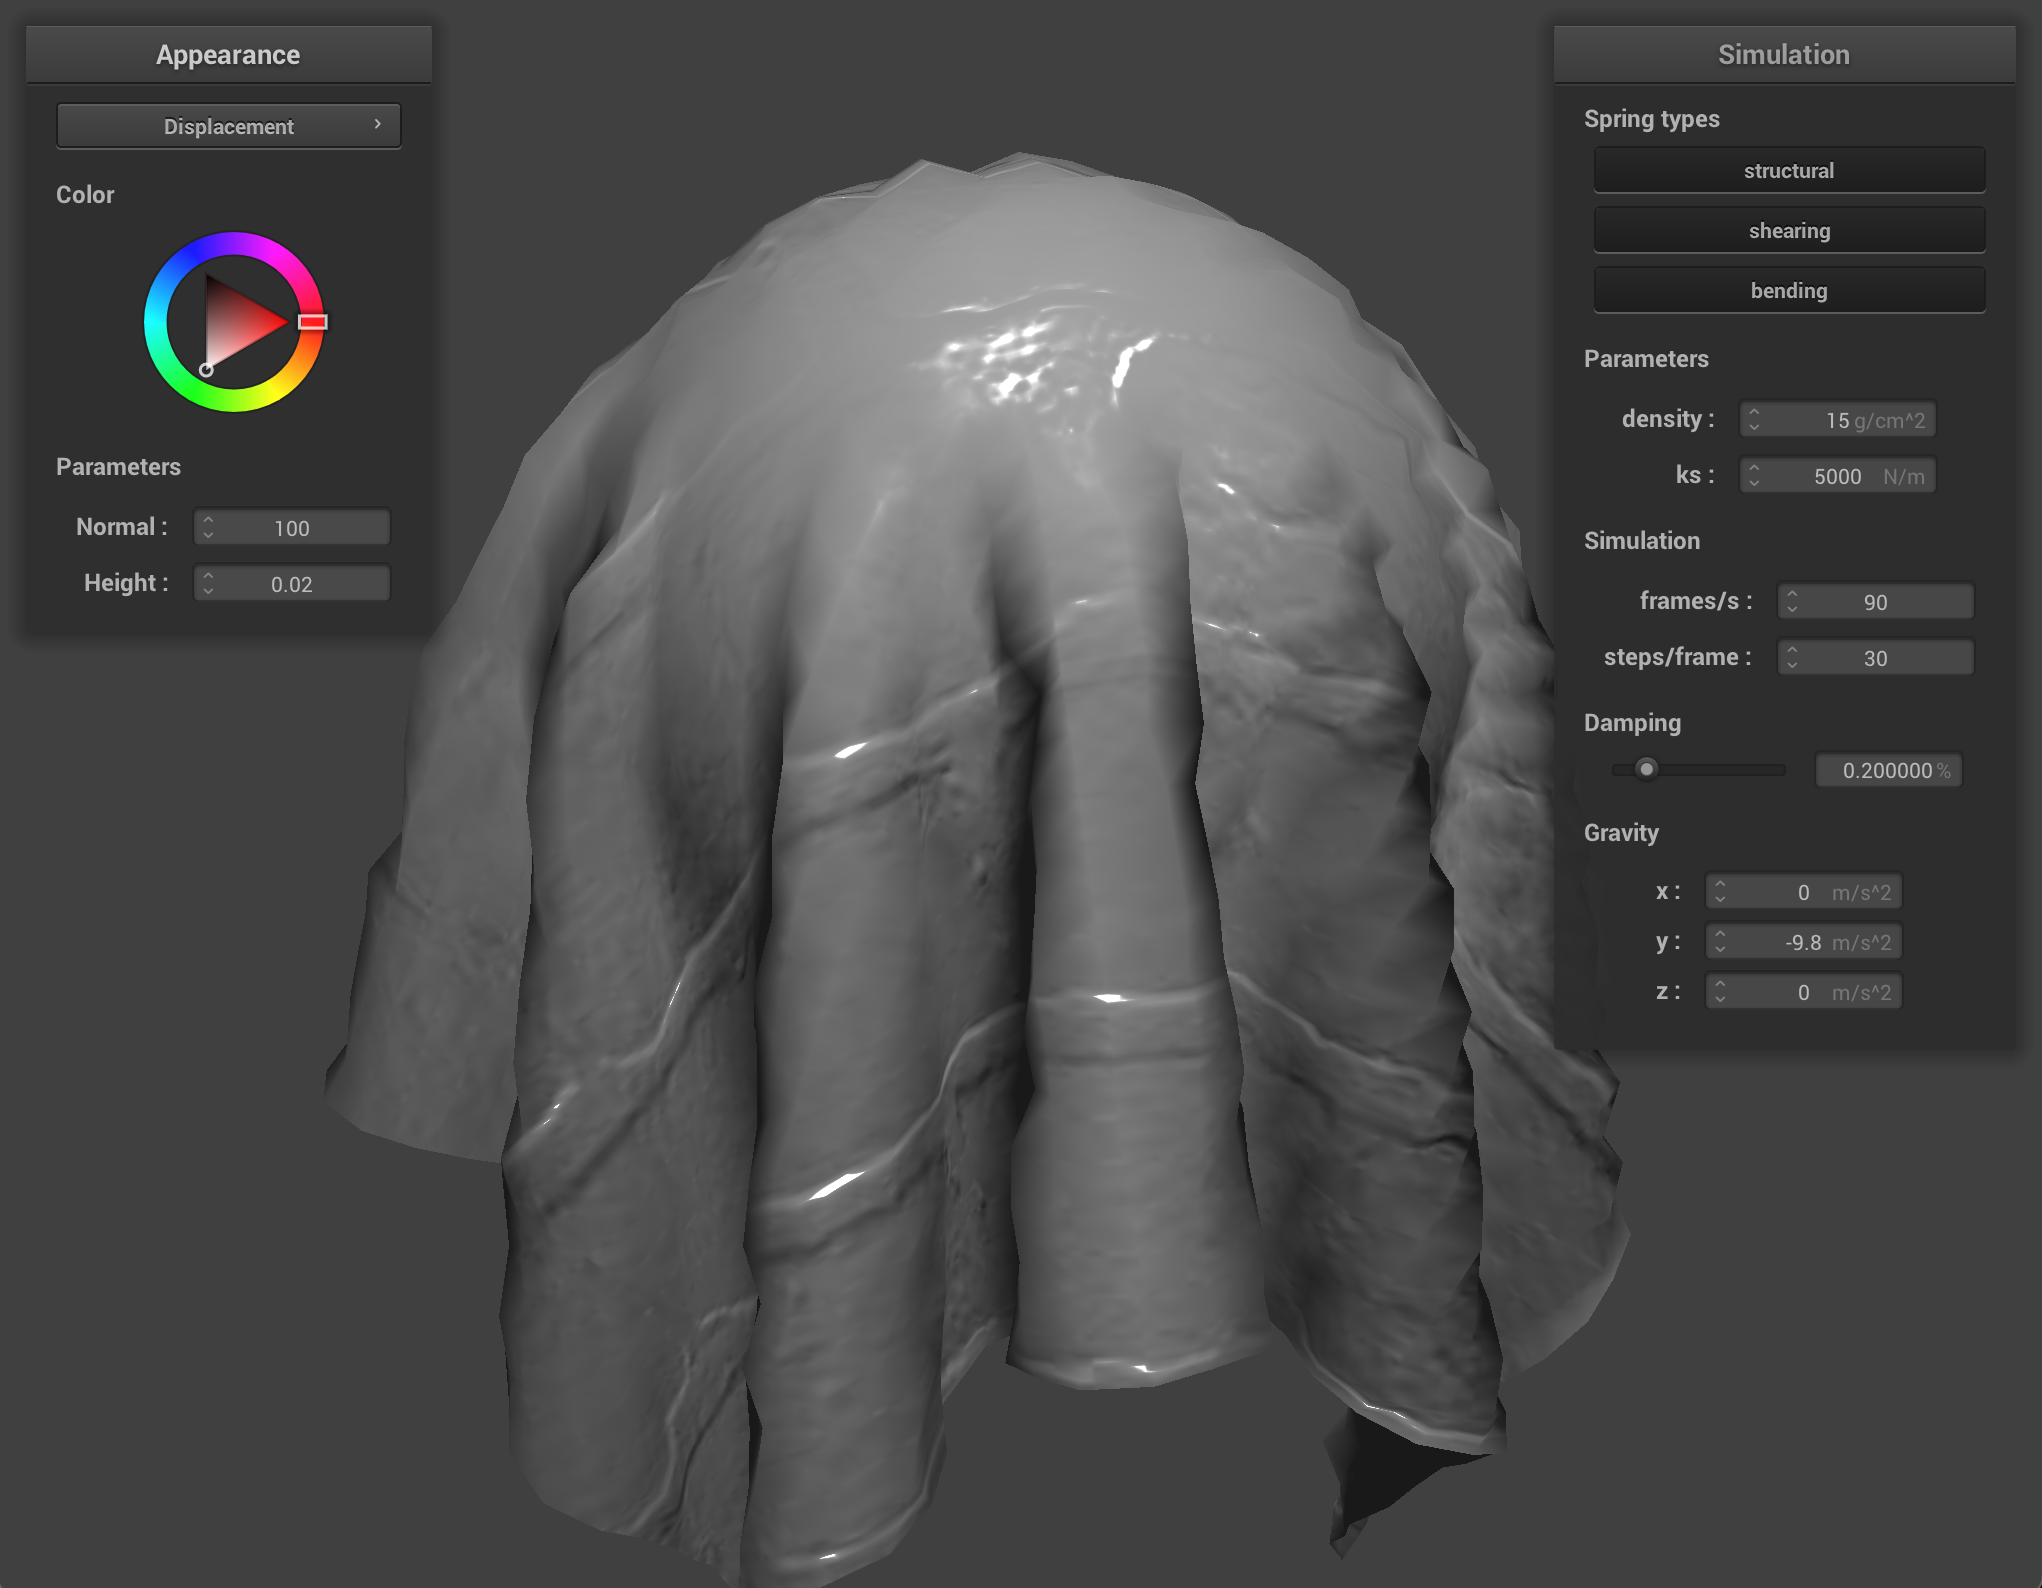 Appearance
Displacement
Color
Parameters
Normal : 100
Height : 0.02
Simulation
Spring types
structural
shearing
bending
Parameters
density : 15 g/cm^2
ks : 5000 N/m
Simulation
frames/s : 90
steps/frame : 30
Damping
0.200000 %
Gravity
x : 0 m/s^2
y : -9.8 m/s^2
z : 0 m/s^2